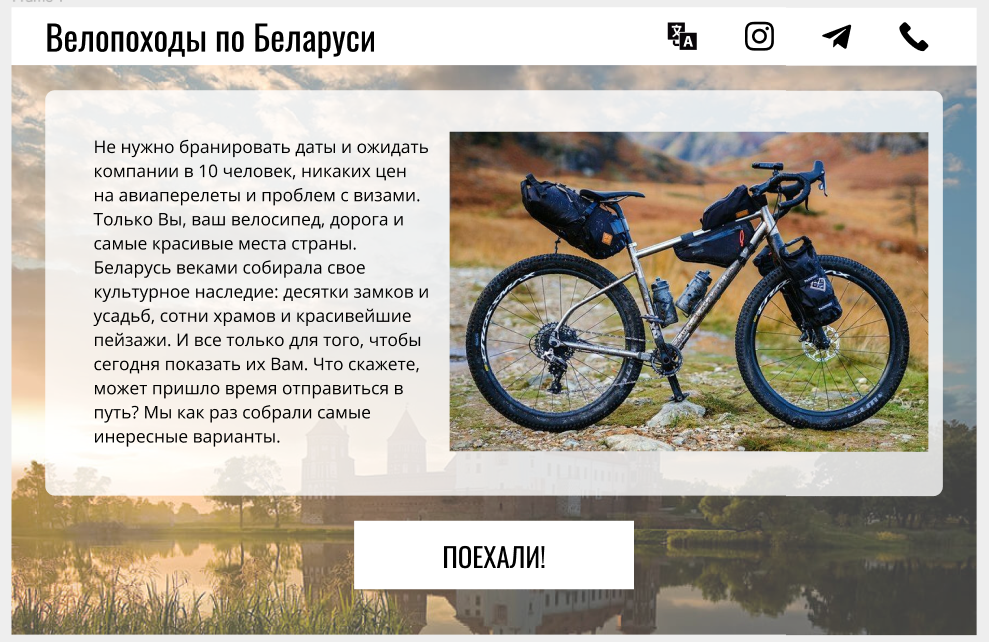 Велопоходы по Беларуси
Не нужно бранировать даты и ожидать
компании в 10 человек, никаких цен
на авиаперелеты и проблем с визами.
Только Вы, ваш велосипед, дорога и
самые красивые места страны.
Беларусь веками собирала свое
культурное наследие: десятки замков и
усадьб, сотни храмов и красивейшие
пейзажи. И все только для того, чтобы
сегодня показать их Вам. Что скажете,
может пришло время отправиться в
путь? Мы как раз собрали самые
инересные варианты.
ПОЕХАЛИ!